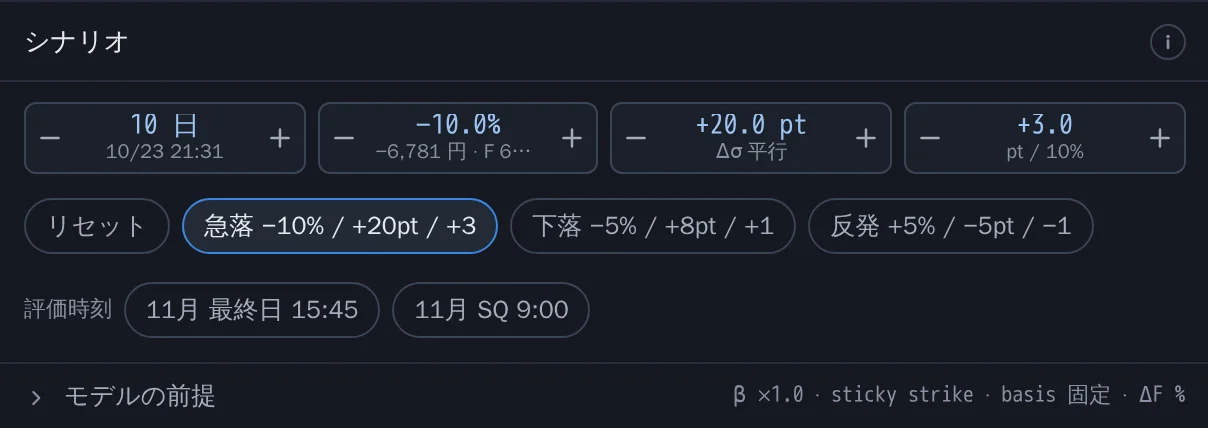 シナリオ
− 10 日 + − −10.0% + − +20.0 pt + − +3.0 +
10/23 21:31 −6,781 円 · F 6… Δσ 平行 pt / 10%
リセット 急落 −10% / +20pt / +3 下落 −5% / +8pt / +1 反発 +5% / −5pt / −1
評価時刻 11月 最終日 15:45 11月 SQ 9:00
モデルの前提 β ×1.0 · sticky strike · basis 固定 · ΔF %